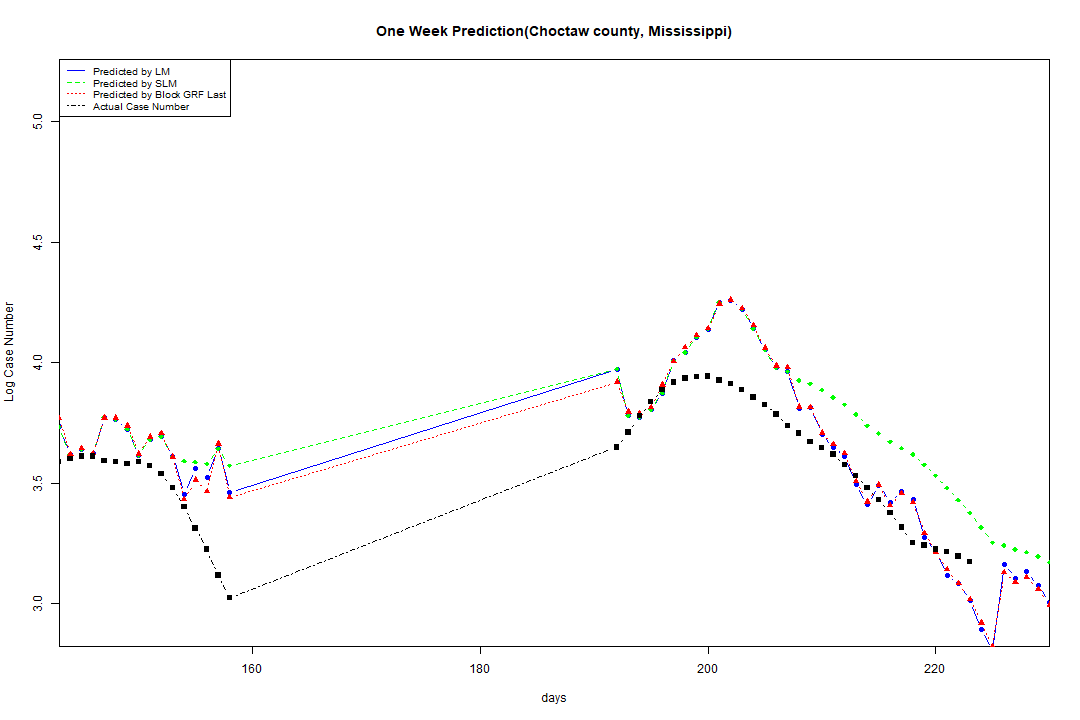 One Week Prediction(Choctaw county, Mississippi)
Predicted by LM
Predicted by SLM
Predicted by Block GRF Last
Actual Case Number
5.0
4.5
4.0
3.5
3.0
Log Case Number
160 180 200 220
days